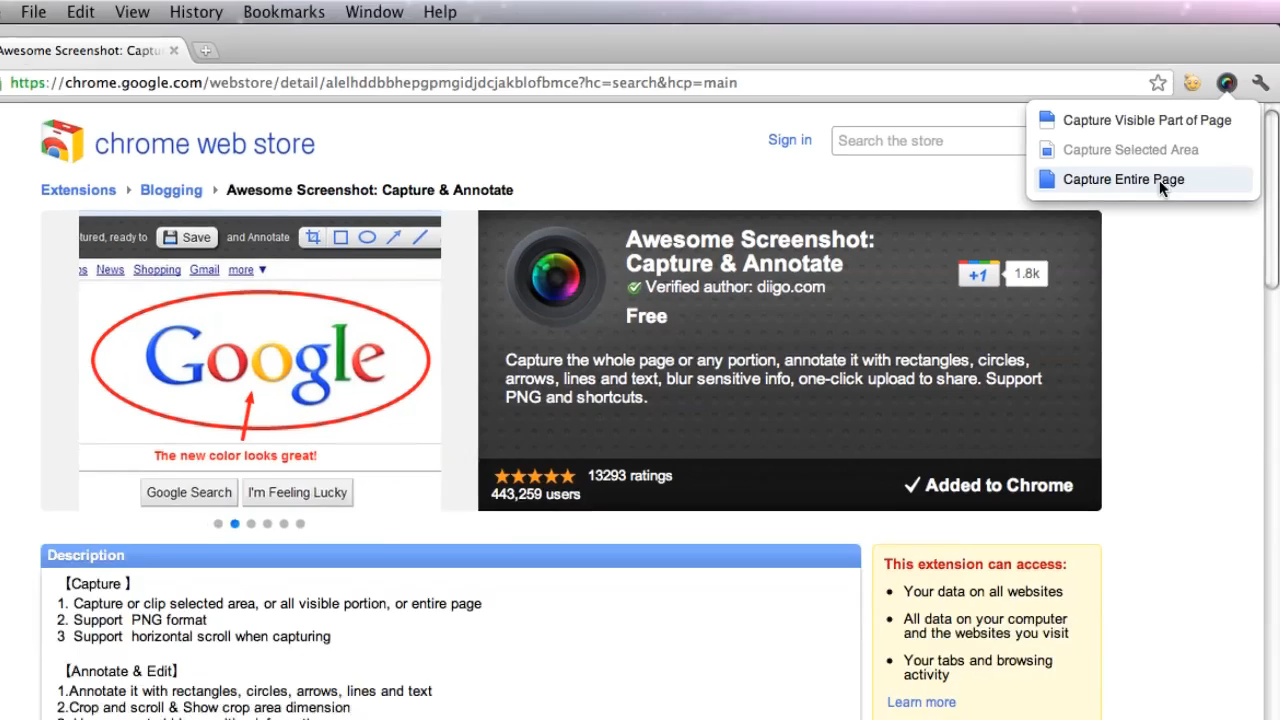 File Edit View History Bookmarks Window Help
Awesome Screenshot: Captu
https://chrome.google.com/webstore/detail/alelhddbbhepgpmgidjdcjakblofbmce?hc=search&hcp=main
Capture Visible Part of Page
Capture Selected Area
Capture Entire Page
chrome web store
Sign in
Search the store
Extensions Blogging Awesome Screenshot: Capture & Annotate
tured, ready to Save and Annotate
ps News Shopping Gmail more ▼
Google
The new color looks great!
Google Search I'm Feeling Lucky
Awesome Screenshot:
Capture & Annotate
Verified author: diigo.com
Free
+1 1.8k
Capture the whole page or any portion, annotate it with rectangles, circles,
arrows, lines and text, blur sensitive info, one-click upload to share. Support
PNG and shortcuts.
13293 ratings
443,259 users
Added to Chrome
Description
【Capture 】
1. Capture or clip selected area, or all visible portion, or entire page
2. Support PNG format
3 Support horizontal scroll when capturing
【Annotate & Edit】
1.Annotate it with rectangles, circles, arrows, lines and text
2.Crop and scroll & Show crop area dimension
This extension can access:
• Your data on all websites
• All data on your computer
and the websites you visit
• Your tabs and browsing
activity
Learn more